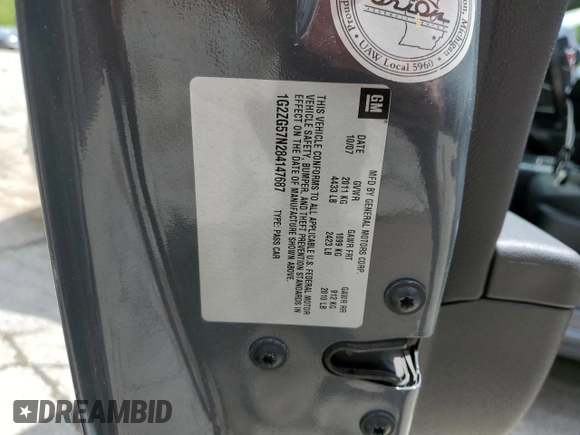 GM
MFD BY GENERAL MOTORS CORP
DATE GVWR GAWR FRT GAWR RR
10/07 2011 KG 1099 KG 912 KG
4433 LB 2423 LB 2010 LB
THIS VEHICLE CONFORMS TO ALL APPLICABLE U.S. FEDERAL MOTOR
VEHICLE SAFETY, BUMPER, AND THEFT PREVENTION STANDARDS IN
EFFECT ON THE DATE OF MANUFACTURE SHOWN ABOVE.
1G2ZG57N284147687 TYPE: PASS CAR
Orion
Michigan
UAW Local 5960
DREAMBID